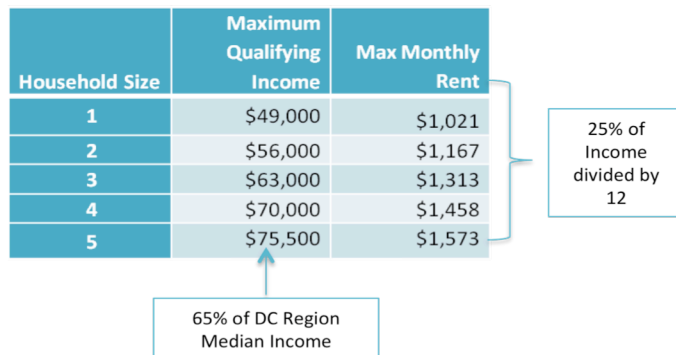 Household Size
Maximum
Qualifying
Income
Max Monthly
Rent
1 $49,000 $1,021
2 $56,000 $1,167
3 $63,000 $1,313
4 $70,000 $1,458
5 $75,500 $1,573
25% of
Income
divided by
12
65% of DC Region
Median Income